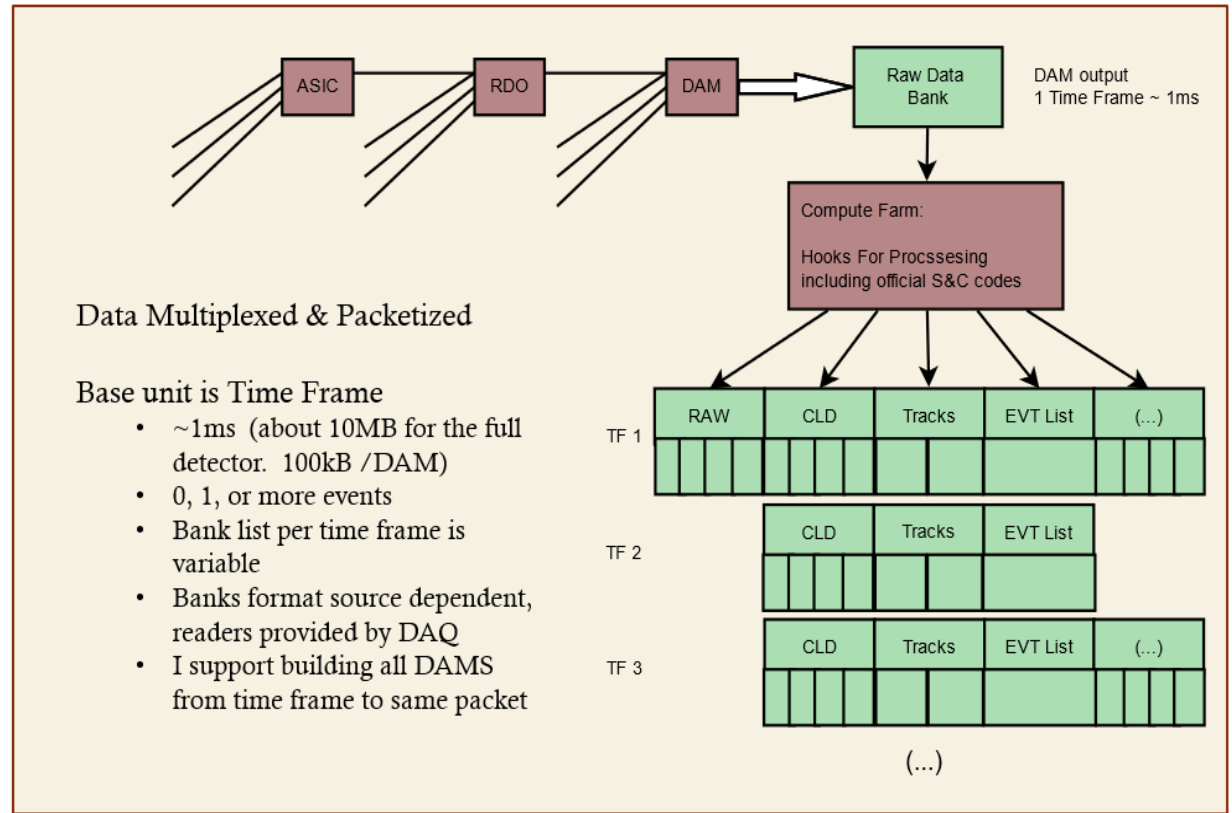 ASIC
RDO
DAM
Raw Data
Bank
DAM output
1 Time Frame ~ 1ms
Compute Farm:
Hooks For Procssesing
including official S&C codes
Data Multiplexed & Packetized
Base unit is Time Frame
• ~1ms (about 10MB for the full
detector. 100kB /DAM)
• 0, 1, or more events
• Bank list per time frame is
variable
• Banks format source dependent,
readers provided by DAQ
• I support building all DAMS
from time frame to same packet
TF 1
RAW
CLD
Tracks
EVT List
(...)
TF 2
CLD
Tracks
EVT List
TF 3
CLD
Tracks
EVT List
(...)
(...)